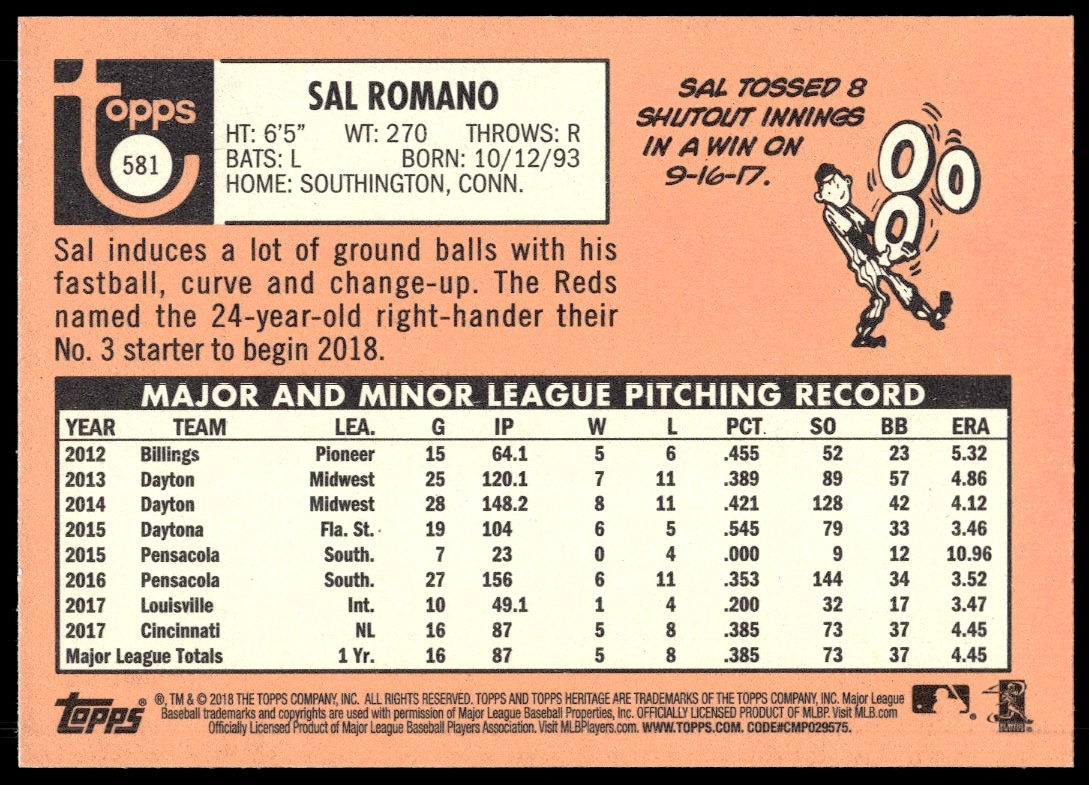 topps
581
SAL ROMANO
HT: 6'5" WT: 270 THROWS: R
BATS: L BORN: 10/12/93
HOME: SOUTHINGTON, CONN.
SAL TOSSED 8
SHUTOUT INNINGS
IN A WIN ON
9-16-17.
0 0
0
Sal induces a lot of ground balls with his
fastball, curve and change-up. The Reds
named the 24-year-old right-hander their
No. 3 starter to begin 2018.
MAJOR AND MINOR LEAGUE PITCHING RECORD
YEAR TEAM LEA. G IP W L PCT. SO BB ERA
2012 Billings Pioneer 15 64.1 5 6 .455 52 23 5.32
2013 Dayton Midwest 25 120.1 7 11 .389 89 57 4.86
2014 Dayton Midwest 28 148.2 8 11 .421 128 42 4.12
2015 Daytona Fla. St. 19 104 6 5 .545 79 33 3.46
2015 Pensacola South. 7 23 0 4 .000 9 12 10.96
2016 Pensacola South. 27 156 6 11 .353 144 34 3.52
2017 Louisville Int. 10 49.1 1 4 .200 32 17 3.47
2017 Cincinnati NL 16 87 5 8 .385 73 37 4.45
Major League Totals 1 Yr. 16 87 5 8 .385 73 37 4.45
TOPPS ®, TM & © 2018 THE TOPPS COMPANY, INC. ALL RIGHTS RESERVED. TOPPS AND TOPPS HERITAGE ARE TRADEMARKS OF THE TOPPS COMPANY, INC. Major League
Baseball trademarks and copyrights are used with permission of Major League Baseball Properties, Inc. OFFICIALLY LICENSED PRODUCT OF MLBP. Visit MLB.com
Officially Licensed Product of Major League Baseball Players Association. Visit MLBPlayers.com. WWW.TOPPS.COM. CODE#CMP029575.